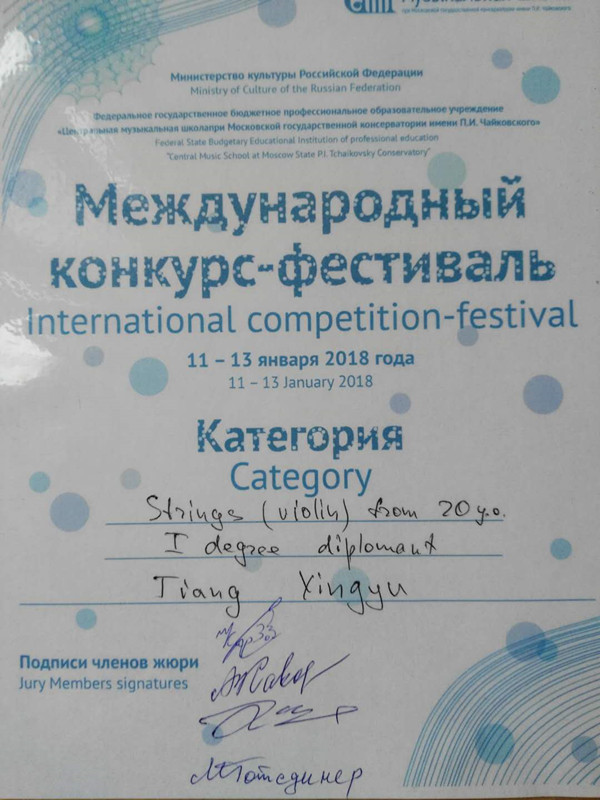 Министерство культуры Российской Федерации
Ministry of Culture of the Russian Federation
Федеральное государственное бюджетное профессиональное образовательное учреждение
«Центральная музыкальная школапри Московской государственной консерватории имени П.И. Чайковского»
Federal State Budgetary Educational Institution of professional education
"Central Music School at Moscow State P.I. Tchaikovsky Conservatory"
Международный
конкурс-фестиваль
International competition-festival
11 – 13 января 2018 года
11 – 13 January 2018
Категория
Category
Strings (violin) from 20 y.o.
I degree diplomant
Tiang Xingyu
Подписи членов жюри
Jury Members signatures